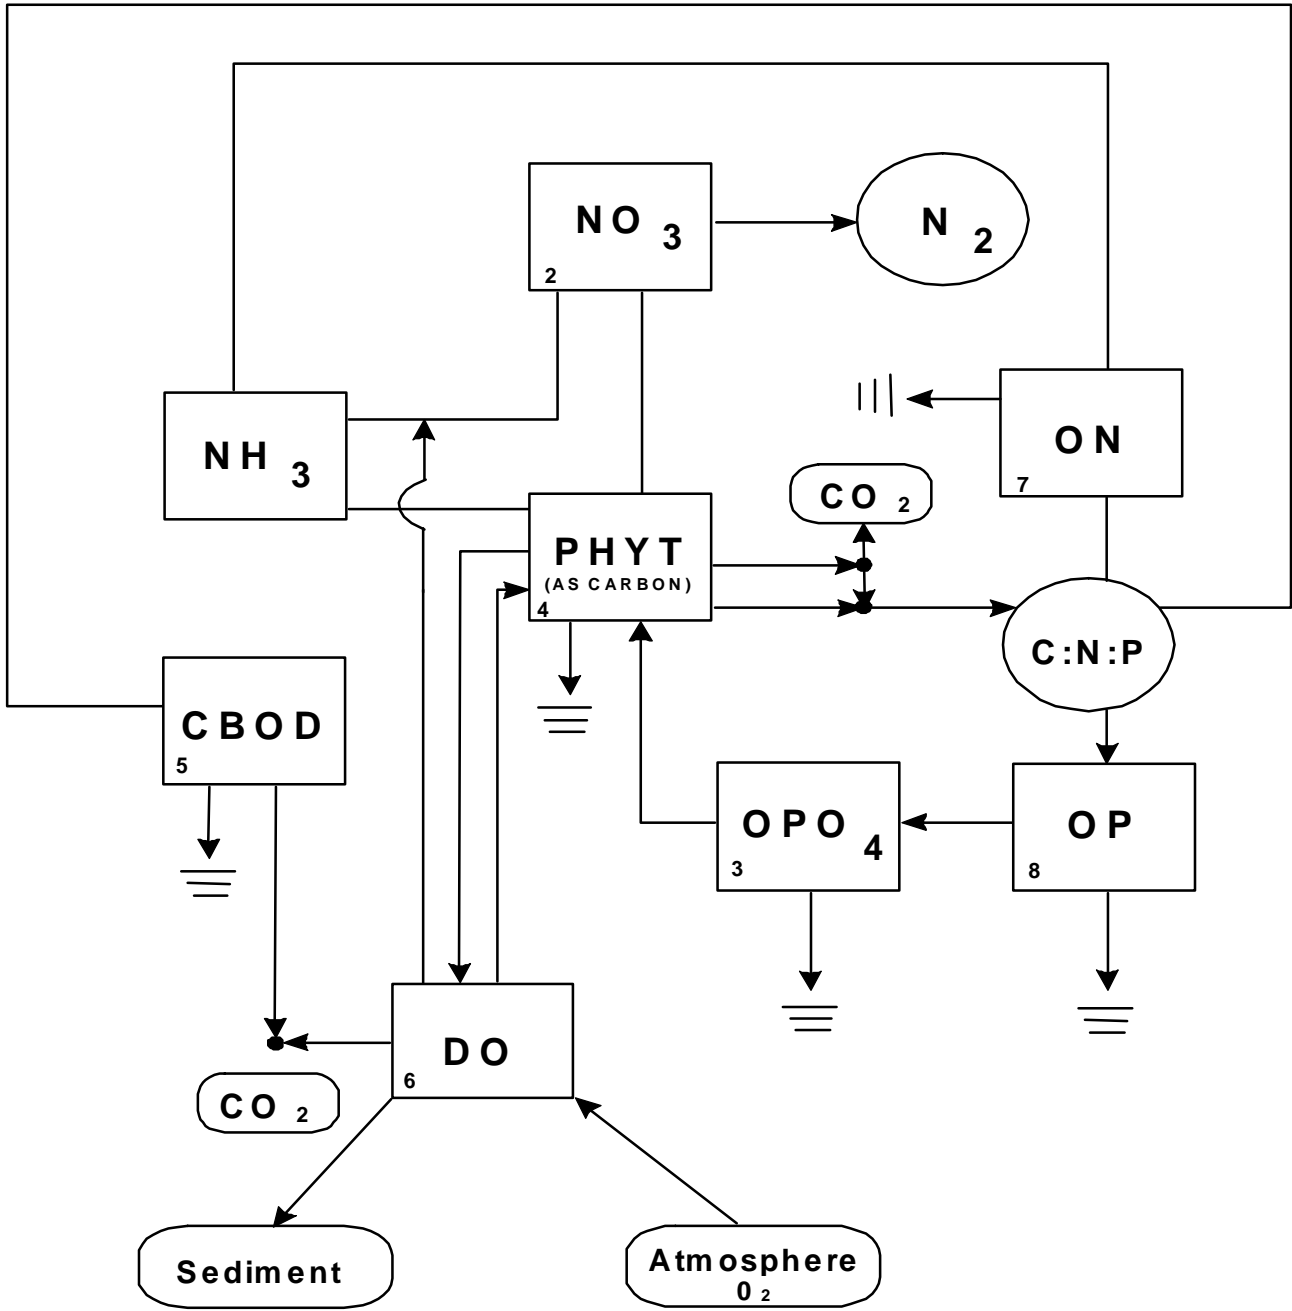 NO 3
2
N 2
NH 3
ON
7
CO 2
PHYT
(AS CARBON)
4
C:N:P
CBOD
5
OPO 4
3
OP
8
DO
6
CO 2
Sediment
Atmosphere
0 2